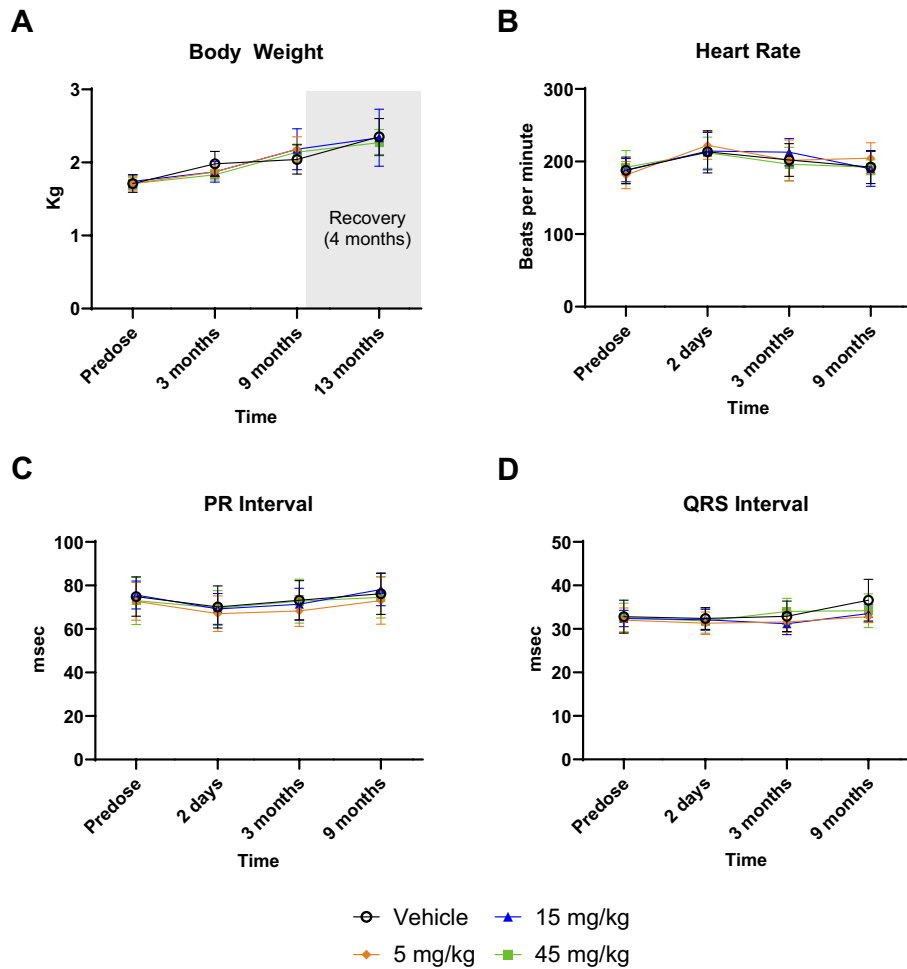 A
Body Weight
3
2
1
0
Kg
Recovery
(4 months)
Predose
3 months
9 months
13 months
Time
B
Heart Rate
300
200
100
0
Beats per minute
Predose
2 days
3 months
9 months
Time
C
PR Interval
100
80
60
40
20
0
msec
Predose
2 days
3 months
9 months
Time
D
QRS Interval
50
40
30
20
10
0
msec
Predose
2 days
3 months
9 months
Time
Vehicle
15 mg/kg
5 mg/kg
45 mg/kg